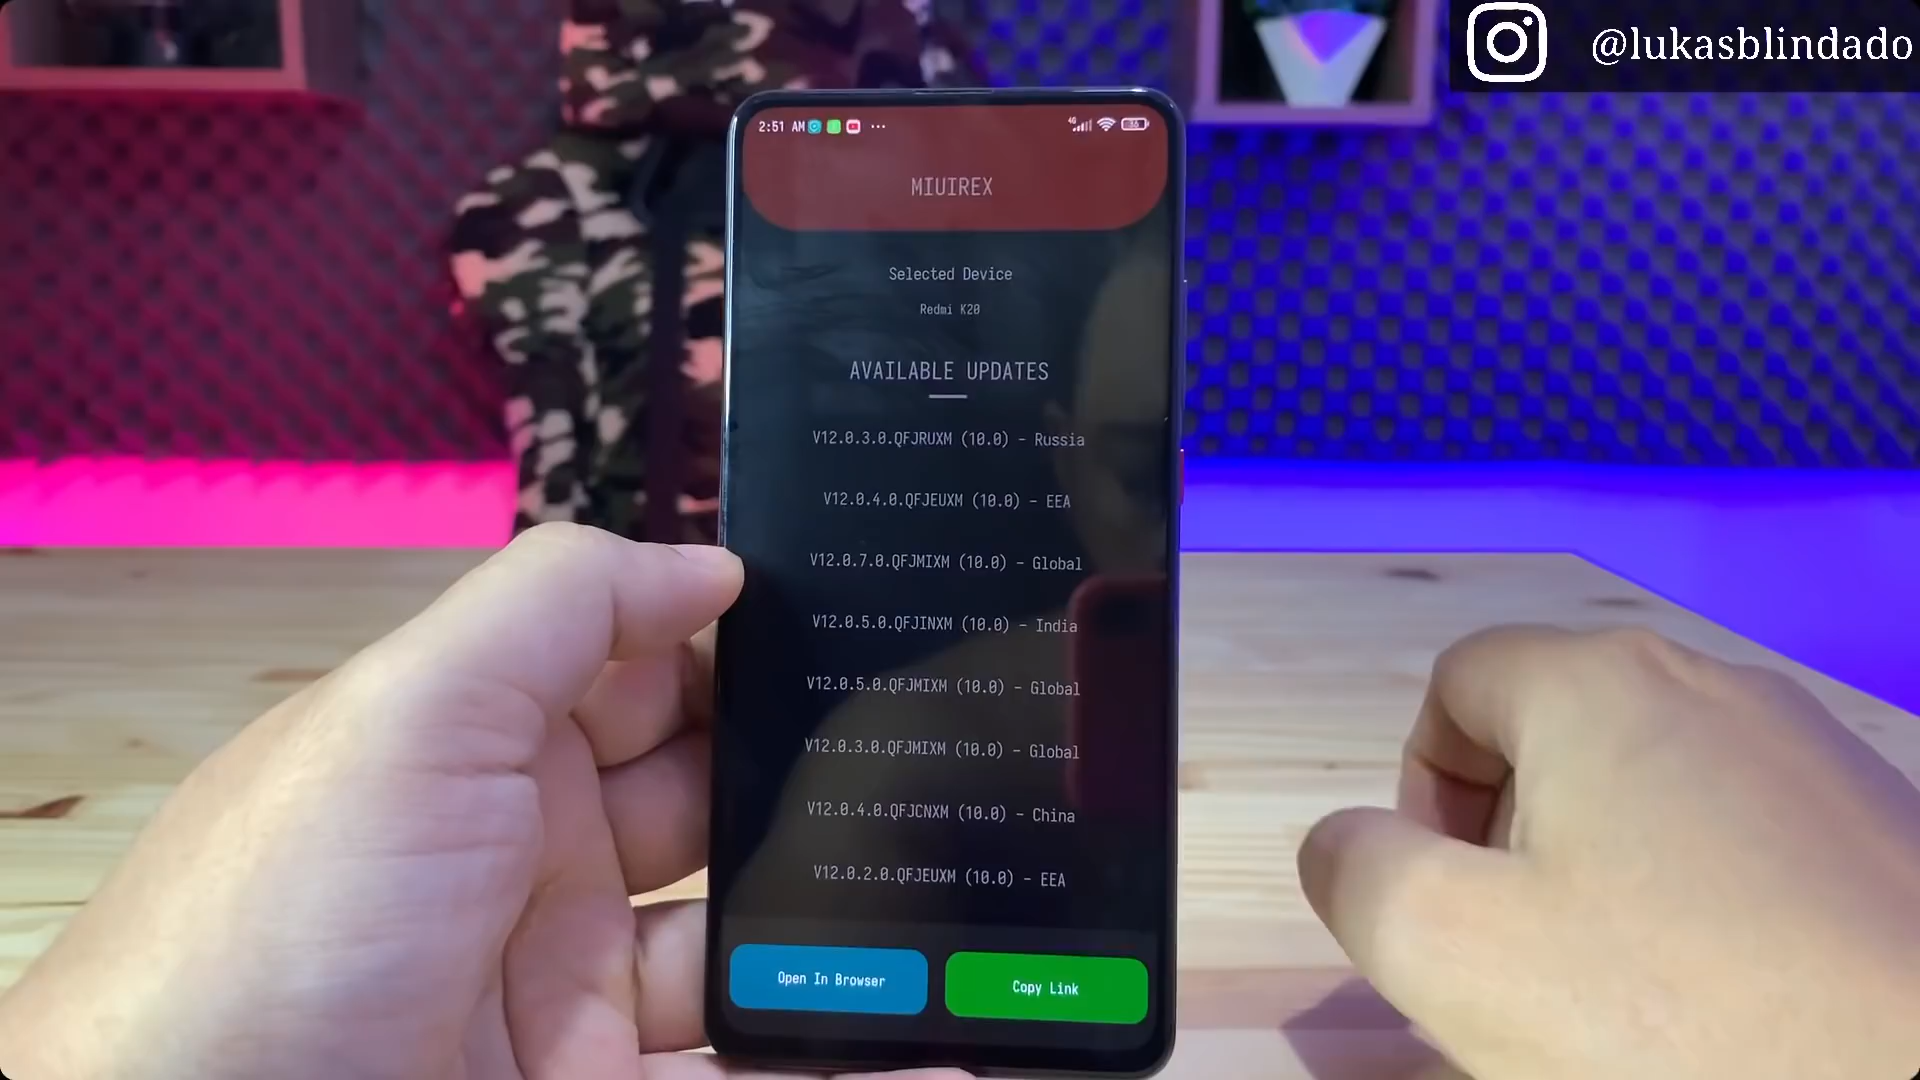 @lukasblindado
2:51 AM
4G
MIUIREX
Selected Device
Redmi K20
AVAILABLE UPDATES
V12.0.3.0.QFJRUXM (10.0) - Russia
V12.0.4.0.QFJEUXM (10.0) - EEA
V12.0.7.0.QFJMIXM (10.0) - Global
V12.0.5.0.QFJINXM (10.0) - India
V12.0.5.0.QFJMIXM (10.0) - Global
V12.0.3.0.QFJMIXM (10.0) - Global
V12.0.4.0.QFJCNXM (10.0) - China
V12.0.2.0.QFJEUXM (10.0) - EEA
Open In Browser
Copy Link